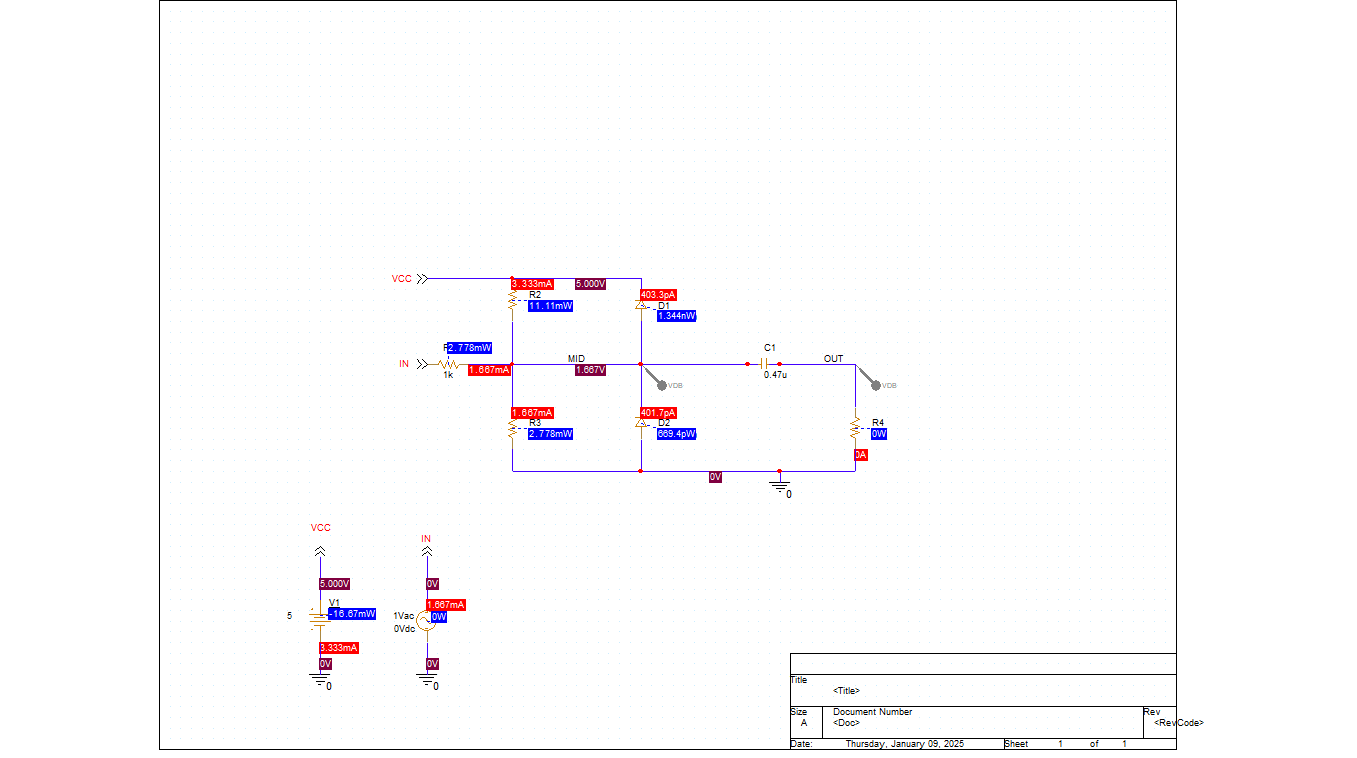 VCC
3.333mA
5.000V
R2
11.11mW
403.3pA
D1
1.344nW
2.778mW
IN
1k
1.667mA
MID
1.667V
C1
0.47u
OUT
VDB
VDB
1.667mA
R3
2.778mW
401.7pA
D2
669.4pW
R4
0W
0A
0V
0
VCC
5.000V
V1
5
-16.67mW
3.333mA
0V
0
IN
0V
1.667mA
1Vac
0W
0Vdc
0V
0
Title
<Title>
Size
A
Document Number
<Doc>
Rev
<RevCode>
Date: Thursday, January 09, 2025 Sheet 1 of 1